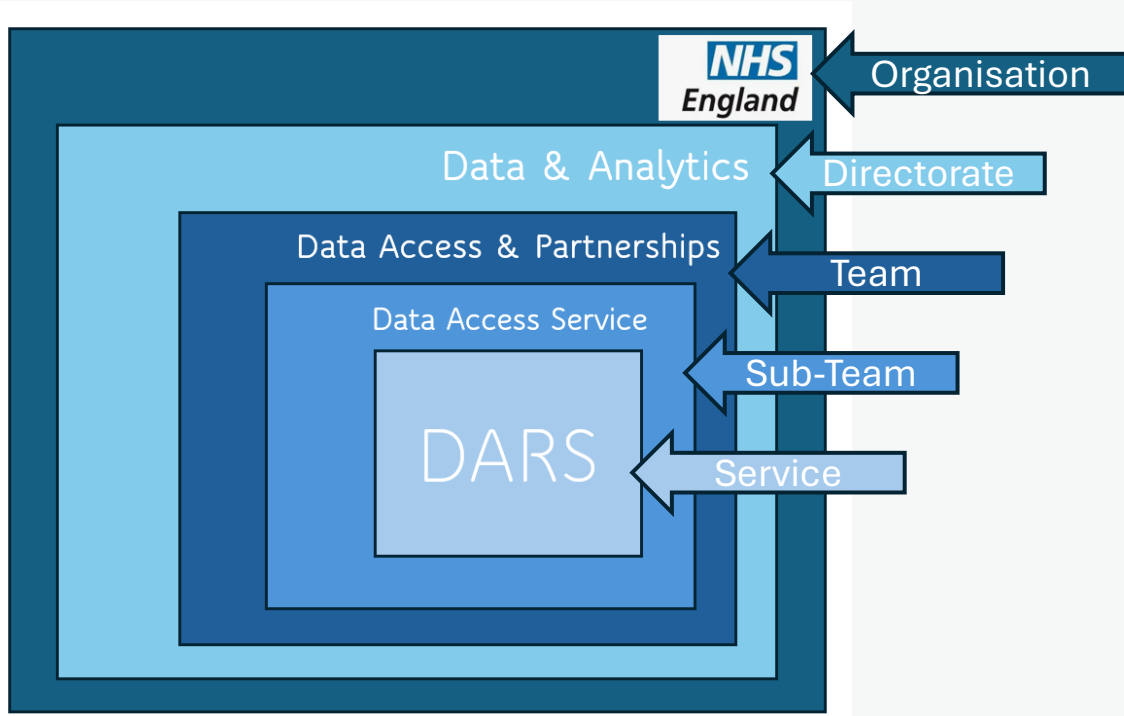 NHS
England
Organisation
Data & Analytics
Directorate
Data Access & Partnerships
Team
Data Access Service
Sub-Team
DARS
Service